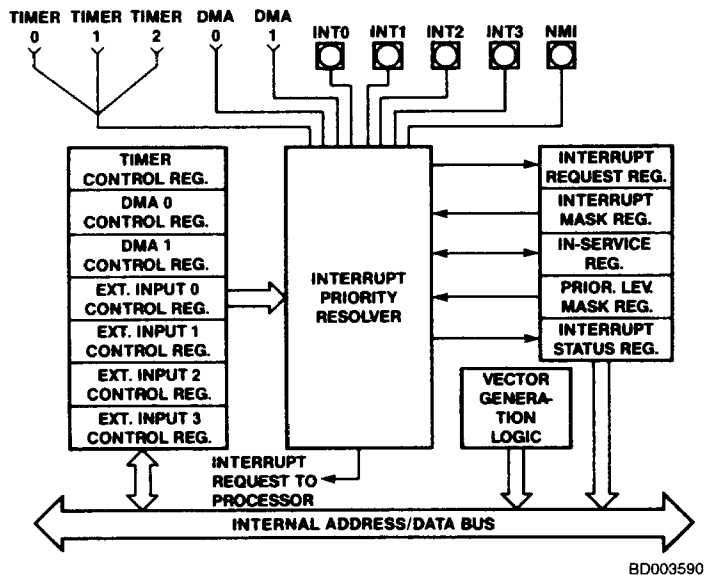 TIMER TIMER TIMER DMA DMA
0 1 2 0 1
INT0 INT1 INT2 INT3 NMI
TIMER
CONTROL REG.
DMA 0
CONTROL REG.
DMA 1
CONTROL REG.
EXT. INPUT 0
CONTROL REG.
EXT. INPUT 1
CONTROL REG.
EXT. INPUT 2
CONTROL REG.
EXT. INPUT 3
CONTROL REG.
INTERRUPT
PRIORITY
RESOLVER
INTERRUPT
REQUEST REG.
INTERRUPT
MASK REG.
IN-SERVICE
REG.
PRIOR. LEV.
MASK REG.
INTERRUPT
STATUS REG.
VECTOR
GENERA-
TION
LOGIC
INTERRUPT
REQUEST TO
PROCESSOR
INTERNAL ADDRESS/DATA BUS
BD003590